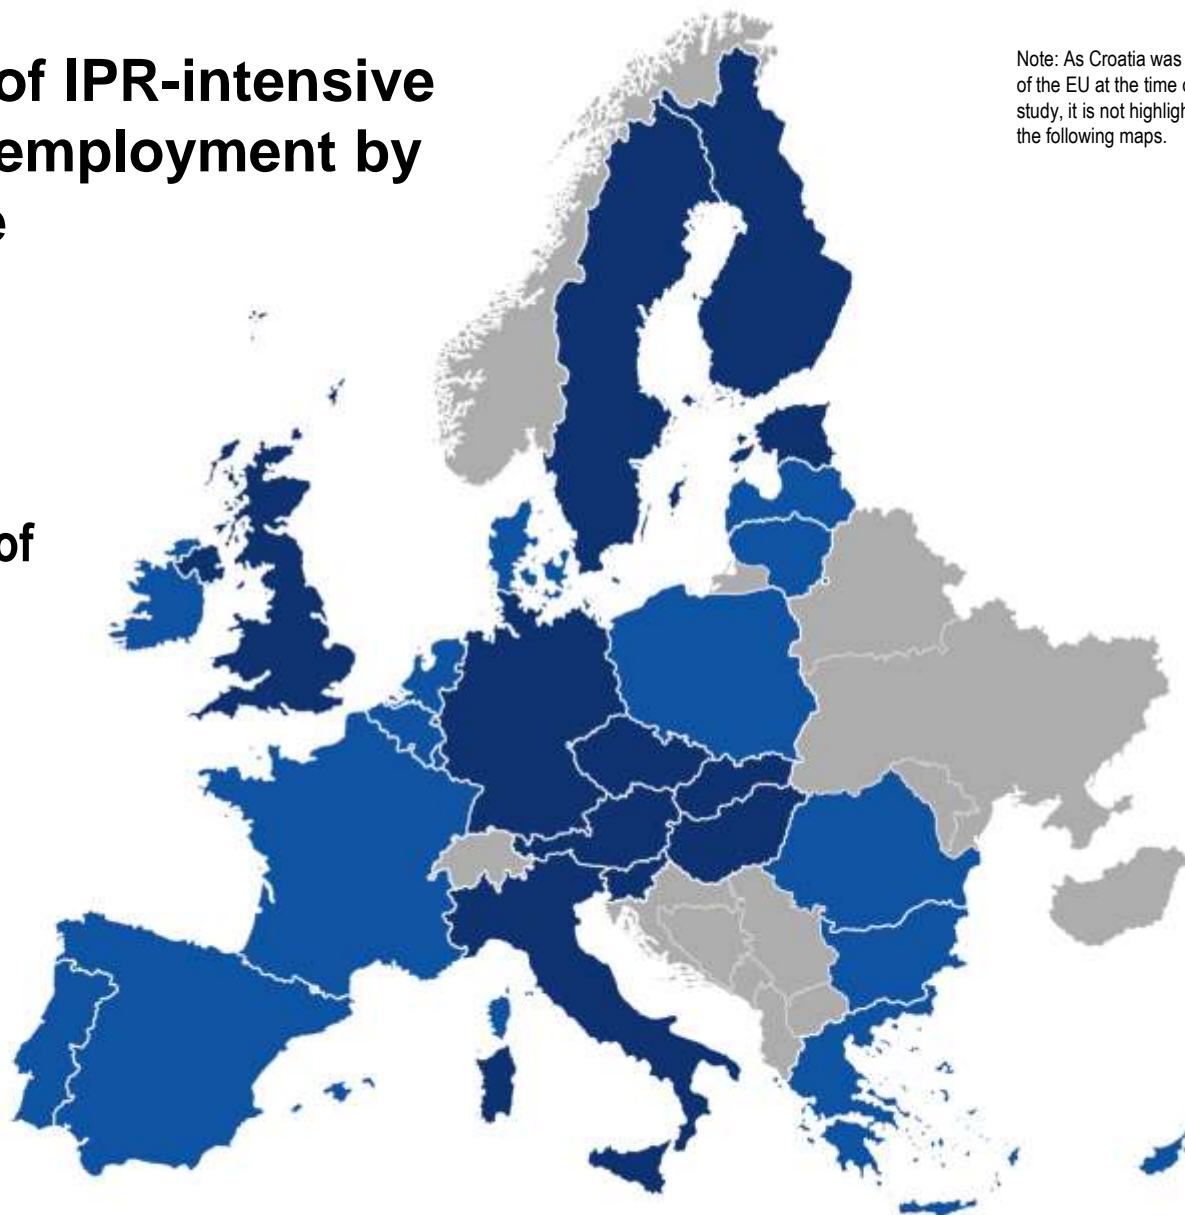 of IPR-intensive
employment by
e
of
Note: As Croatia was
of the EU at the time o
study, it is not highligh
the following maps.